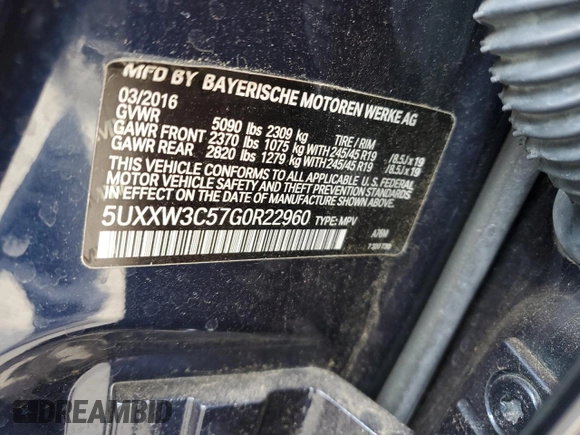 MFD BY BAYERISCHE MOTOREN WERKE AG
03/2016
GVWR 5090 lbs 2309 kg TIRE / RIM
GAWR FRONT 2370 lbs 1075 kg WITH 245/45 R19 /8.5J x 19
GAWR REAR 2820 lbs 1279 kg WITH 245/45 R19 /8.5J x 19
THIS VEHICLE CONFORMS TO ALL APPLICABLE U.S. FEDERAL
MOTOR VEHICLE SAFETY AND THEFT PREVENTION STANDARDS
IN EFFECT ON THE DATE OF MANUFACTURE SHOWN ABOVE
5UXXW3C57G0R22960 TYPE: MPV
A76M
DREAMBID